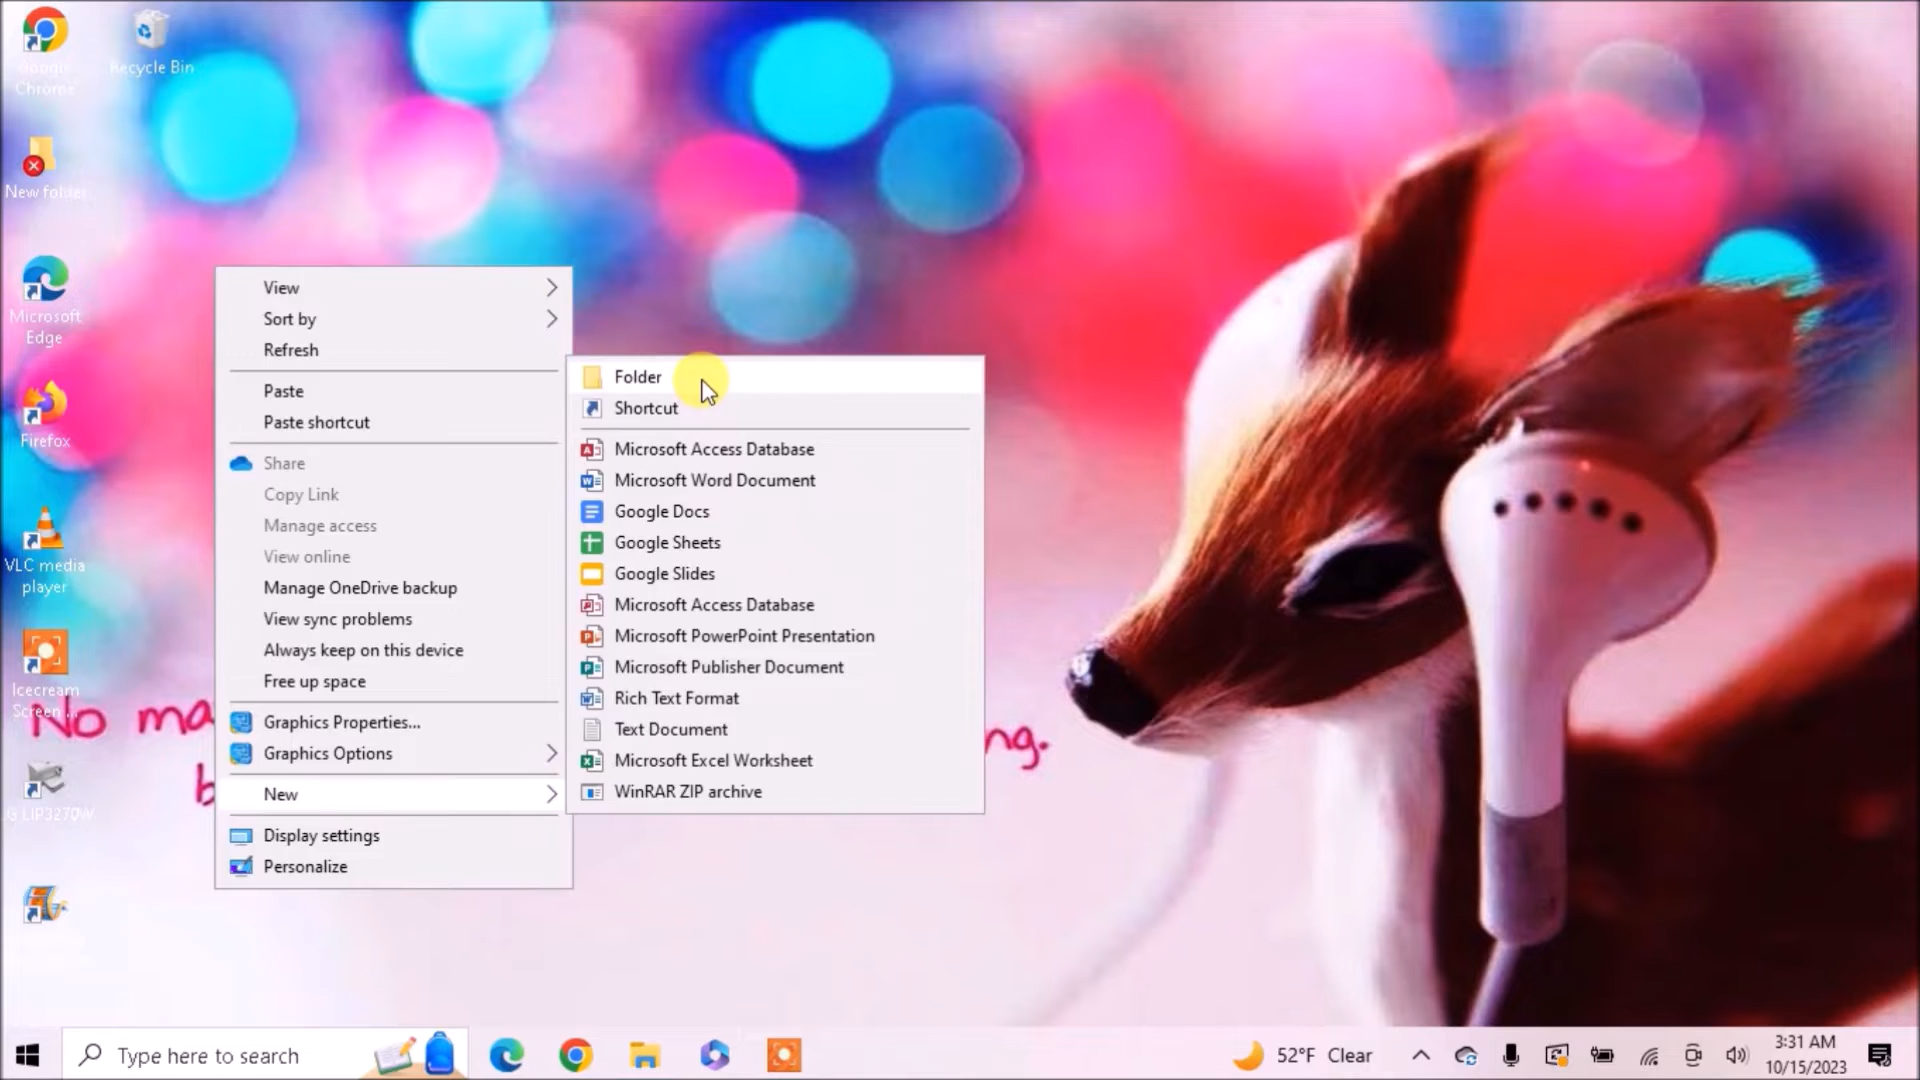 Google
Chrome
Recycle Bin
New folder
Microsoft
Edge
Firefox
VLC media
player
Icecream
Screen ...
G LIP3270W
No ma
ng.
b
View
Sort by
Refresh
Paste
Paste shortcut
Share
Copy Link
Manage access
View online
Manage OneDrive backup
View sync problems
Always keep on this device
Free up space
Graphics Properties...
Graphics Options
New
Display settings
Personalize
Folder
Shortcut
Microsoft Access Database
Microsoft Word Document
Google Docs
Google Sheets
Google Slides
Microsoft Access Database
Microsoft PowerPoint Presentation
Microsoft Publisher Document
Rich Text Format
Text Document
Microsoft Excel Worksheet
WinRAR ZIP archive
Type here to search
52°F Clear
3:31 AM
10/15/2023